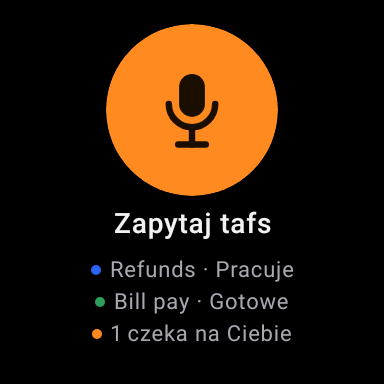 Zapytaj tafs
Refunds · Pracuje
Bill pay · Gotowe
1 czeka na Ciebie